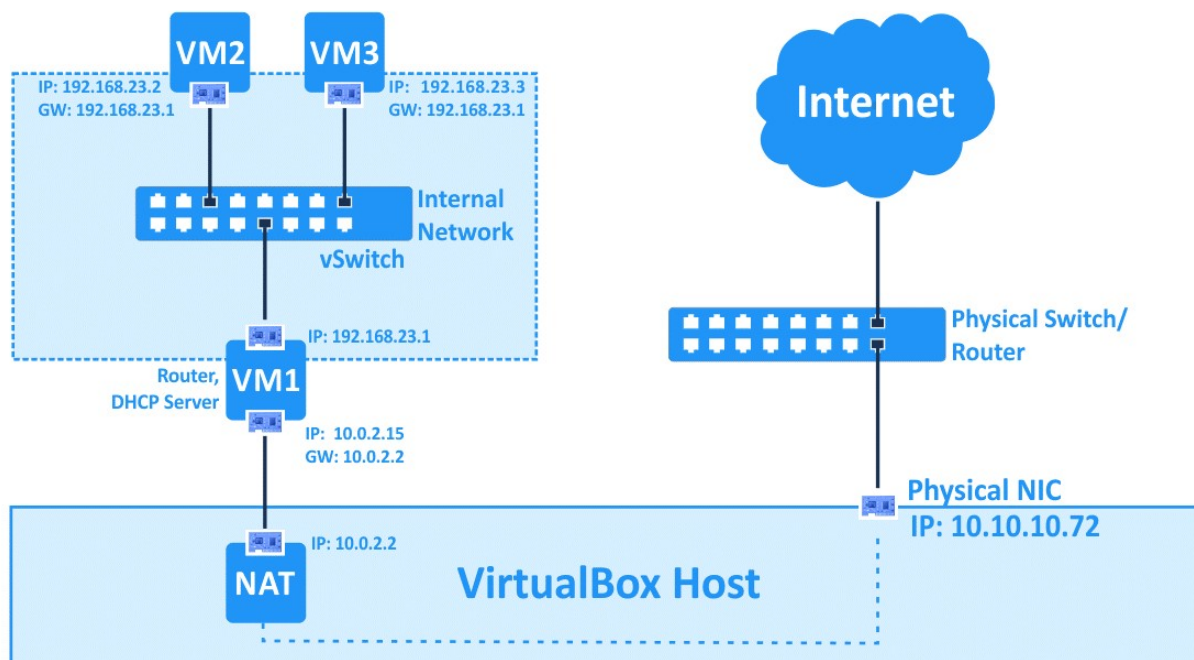 VM2
VM3
IP: 192.168.23.2
GW: 192.168.23.1
IP: 192.168.23.3
GW: 192.168.23.1
Internet
Internal
Network
vSwitch
IP: 192.168.23.1
Physical Switch/
Router
Router,
DHCP Server
VM1
IP: 10.0.2.15
GW: 10.0.2.2
Physical NIC
IP: 10.10.10.72
IP: 10.0.2.2
NAT
VirtualBox Host